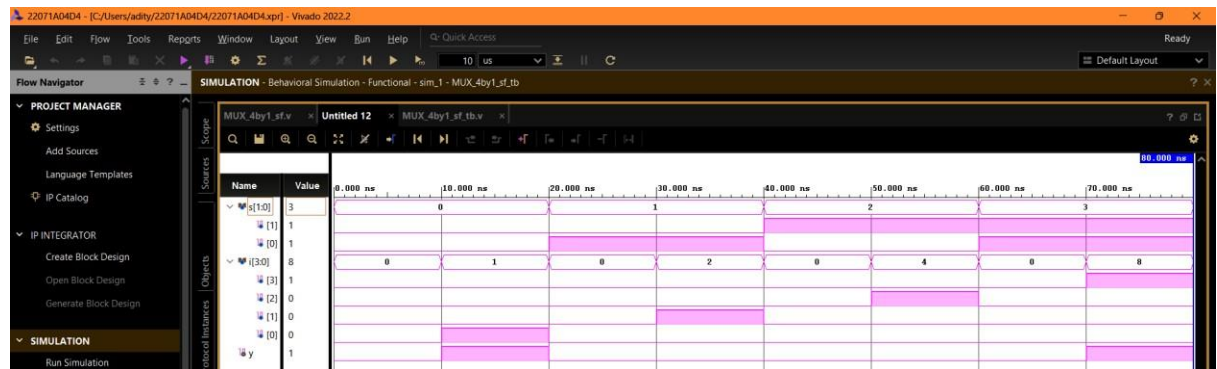 22071A04D4 - [C:/Users/adity/22071A04D4/22071A04D4.xpr] - Vivado 2022.2
File Edit Flow Tools Reports Window Layout View Run Help Q- Quick Access Ready
10 us Default Layout
Flow Navigator ? SIMULATION - Behavioral Simulation - Functional - sim_1 - MUX_4by1_sf_tb ?
PROJECT MANAGER
Settings
Add Sources
Language Templates
IP Catalog
IP INTEGRATOR
Create Block Design
Open Block Design
Generate Block Design
SIMULATION
Run Simulation
Scope
Sources
Objects
Protocol Instances
MUX_4by1_sf.v Untitled 12 MUX_4by1_sf_tb.v ?
80.000 ns
Name Value 0.000 ns 10.000 ns 20.000 ns 30.000 ns 40.000 ns 50.000 ns 60.000 ns 70.000 ns
s[1:0] 3 0 1 2 3
[1] 1
[0] 1
i[3:0] 8 0 1 0 2 0 4 0 8
[3] 1
[2] 0
[1] 0
[0] 0
y 1